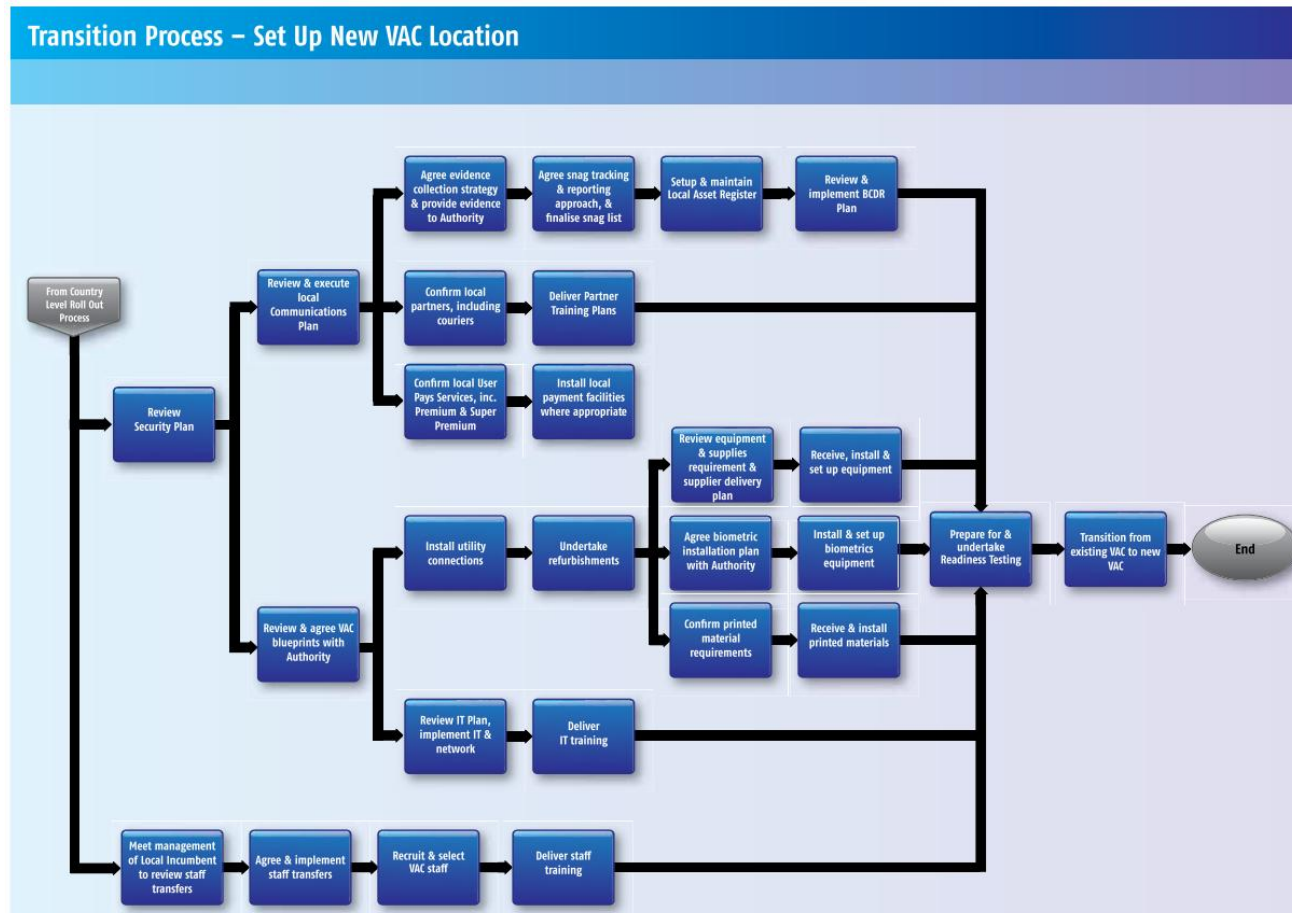 Transition Process – Set Up New VAC Location
Agree evidence
collection strategy
& provide evidence
to Authority
Agree snag tracking
& reporting
approach, &
finalise snag list
Setup & maintain
Local Asset Register
Review &
implement BCDR
Plan
From Country
Level Roll Out
Process
Review & execute
local
Communications
Plan
Confirm local
partners, including
couriers
Deliver Partner
Training Plans
Review
Security Plan
Confirm local User
Pays Services, inc.
Premium & Super
Premium
Install local
payment facilities
where appropriate
Review equipment
& supplies
requirement &
supplier delivery
plan
Receive, install &
set up equipment
Install utility
connections
Undertake
refurbishments
Agree biometric
installation plan
with Authority
Install & set up
biometrics
equipment
Prepare for &
undertake
Readiness Testing
Transition from
existing VAC to new
VAC
End
Review & agree VAC
blueprints with
Authority
Confirm printed
material
requirements
Receive & install
printed materials
Review IT Plan,
implement IT &
network
Deliver
IT training
Meet management
of Local Incumbent
to review staff
transfers
Agree & implement
staff transfers
Recruit & select
VAC staff
Deliver staff
training